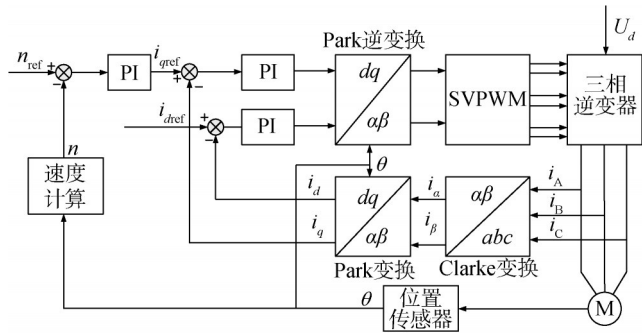 U_d
Park逆变换
n_ref
+
−
PI
i_qref
+
−
PI
dq
αβ
SVPWM
三相
逆变器
i_dref
+
−
PI
n
θ
速度
计算
i_d
i_q
dq
αβ
i_α
i_β
αβ
abc
i_A
i_B
i_C
Park变换
Clarke变换
θ
位置
传感器
M